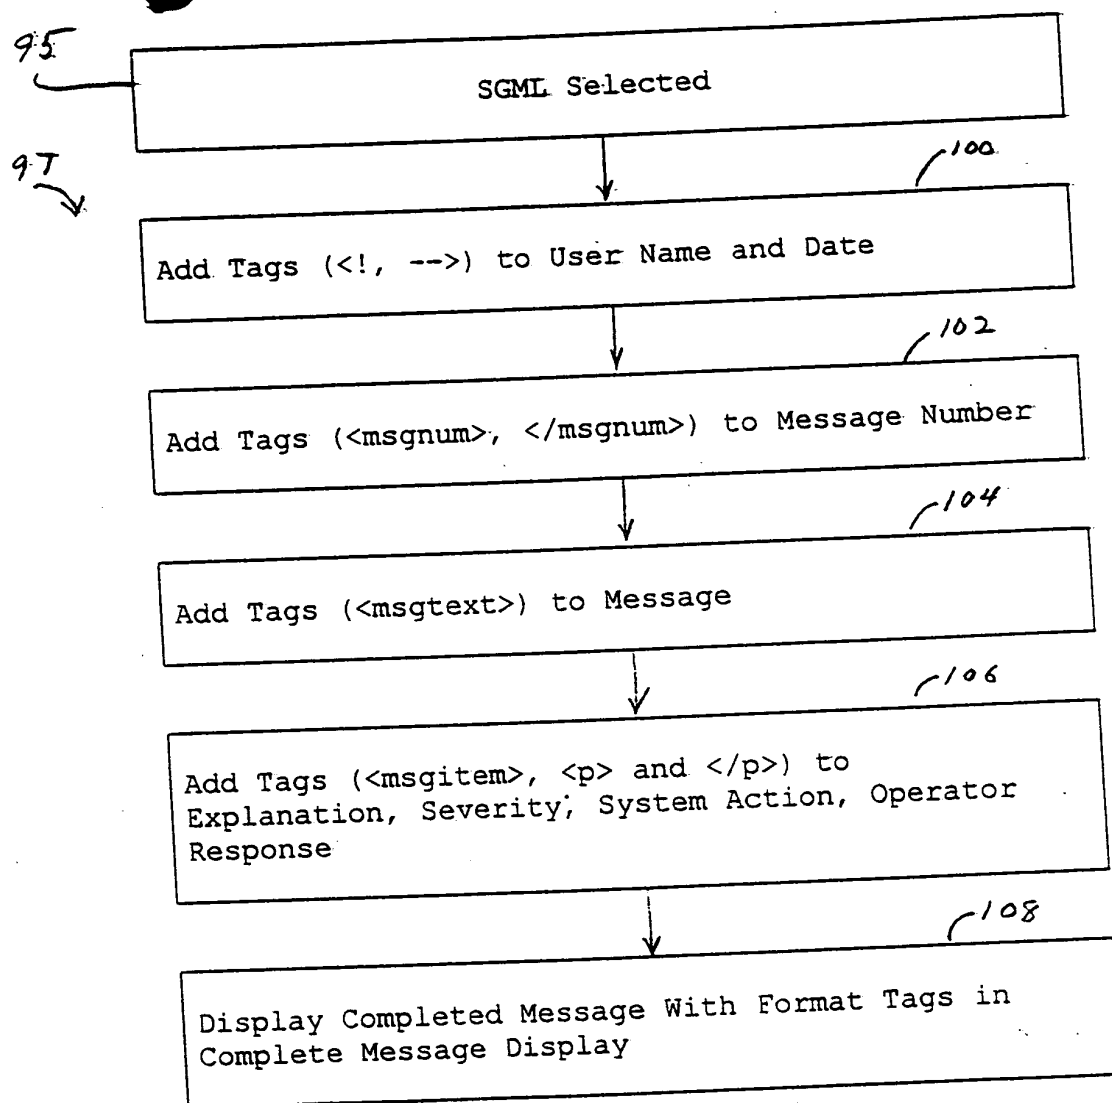 95
SGML Selected
97
100
Add Tags (<!, -->) to User Name and Date
102
Add Tags (<msgnum>, </msgnum>) to Message Number
104
Add Tags (<msgtext>) to Message
106
Add Tags (<msgitem>, <p> and </p>) to
Explanation, Severity, System Action, Operator
Response
108
Display Completed Message With Format Tags in
Complete Message Display